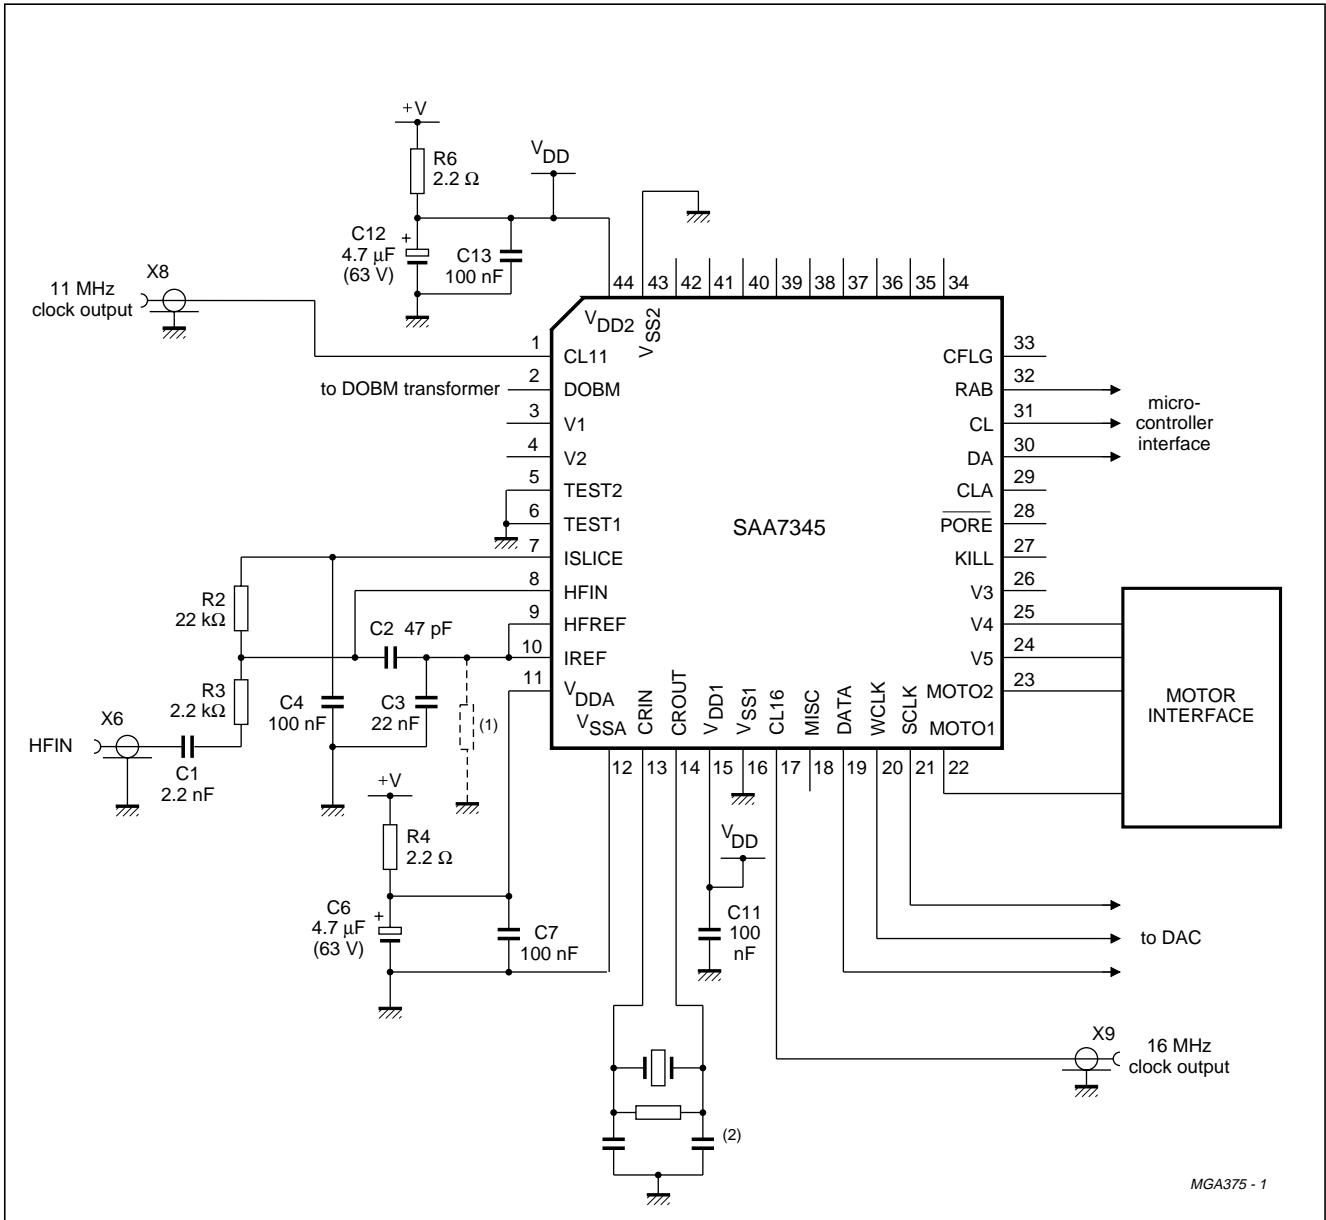 +V
R6
2.2 Ω
VDD
C12
4.7 µF
(63 V)
+
C13
100 nF
X8
11 MHz
clock output
44 43 42 41 40 39 38 37 36 35 34
VDD2
VSS2
1 CL11
to DOBM transformer 2 DOBM
3 V1
4 V2
5 TEST2
6 TEST1
7 ISLICE
8 HFIN
9 HFREF
10 IREF
11 VDDA
SAA7345
CFLG 33
RAB 32
CL 31
DA 30
CLA 29
PORE 28
KILL 27
V3 26
V4 25
V5 24
MOTO2 23
MOTO1
micro-
controller
interface
MOTOR
INTERFACE
VSSA CRIN CROUT VDD1 VSS1 CL16 MISC DATA WCLK SCLK
12 13 14 15 16 17 18 19 20 21 22
R2
22 kΩ
C2 47 pF
R3
2.2 kΩ
C4
100 nF
C3
22 nF
(1)
X6
HFIN
C1
2.2 nF
+V
R4
2.2 Ω
C6
4.7 µF
(63 V)
+
C7
100 nF
VDD
C11
100
nF
to DAC
X9
16 MHz
clock output
(2)
MGA375 - 1